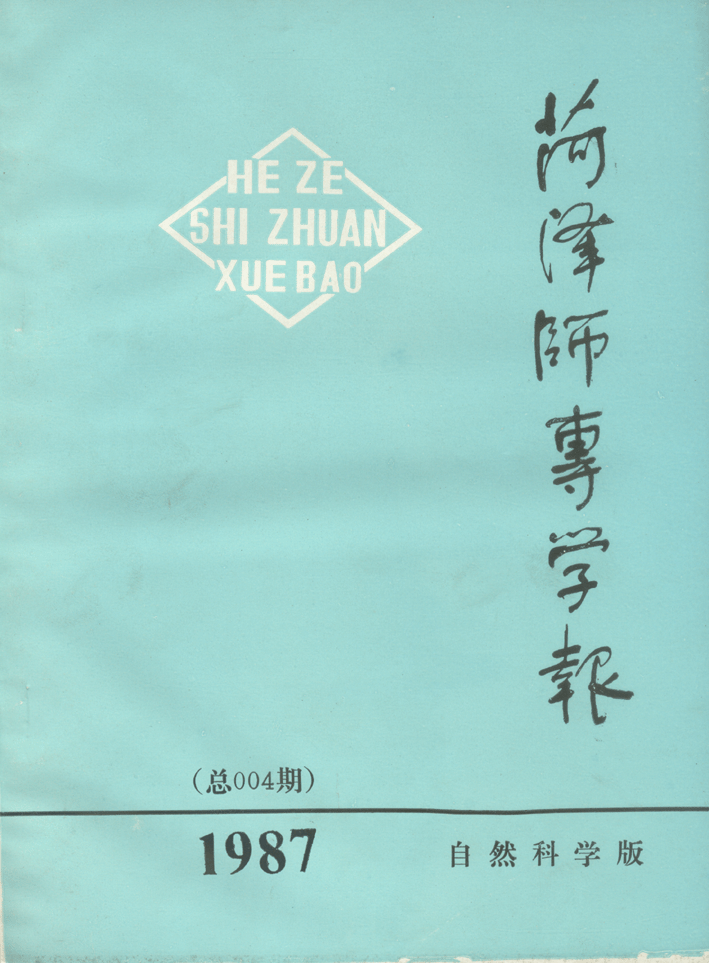 HE ZE
SHI ZHUAN
XUE BAO
菏泽師專学報
（总004期）
1987
自然科学版